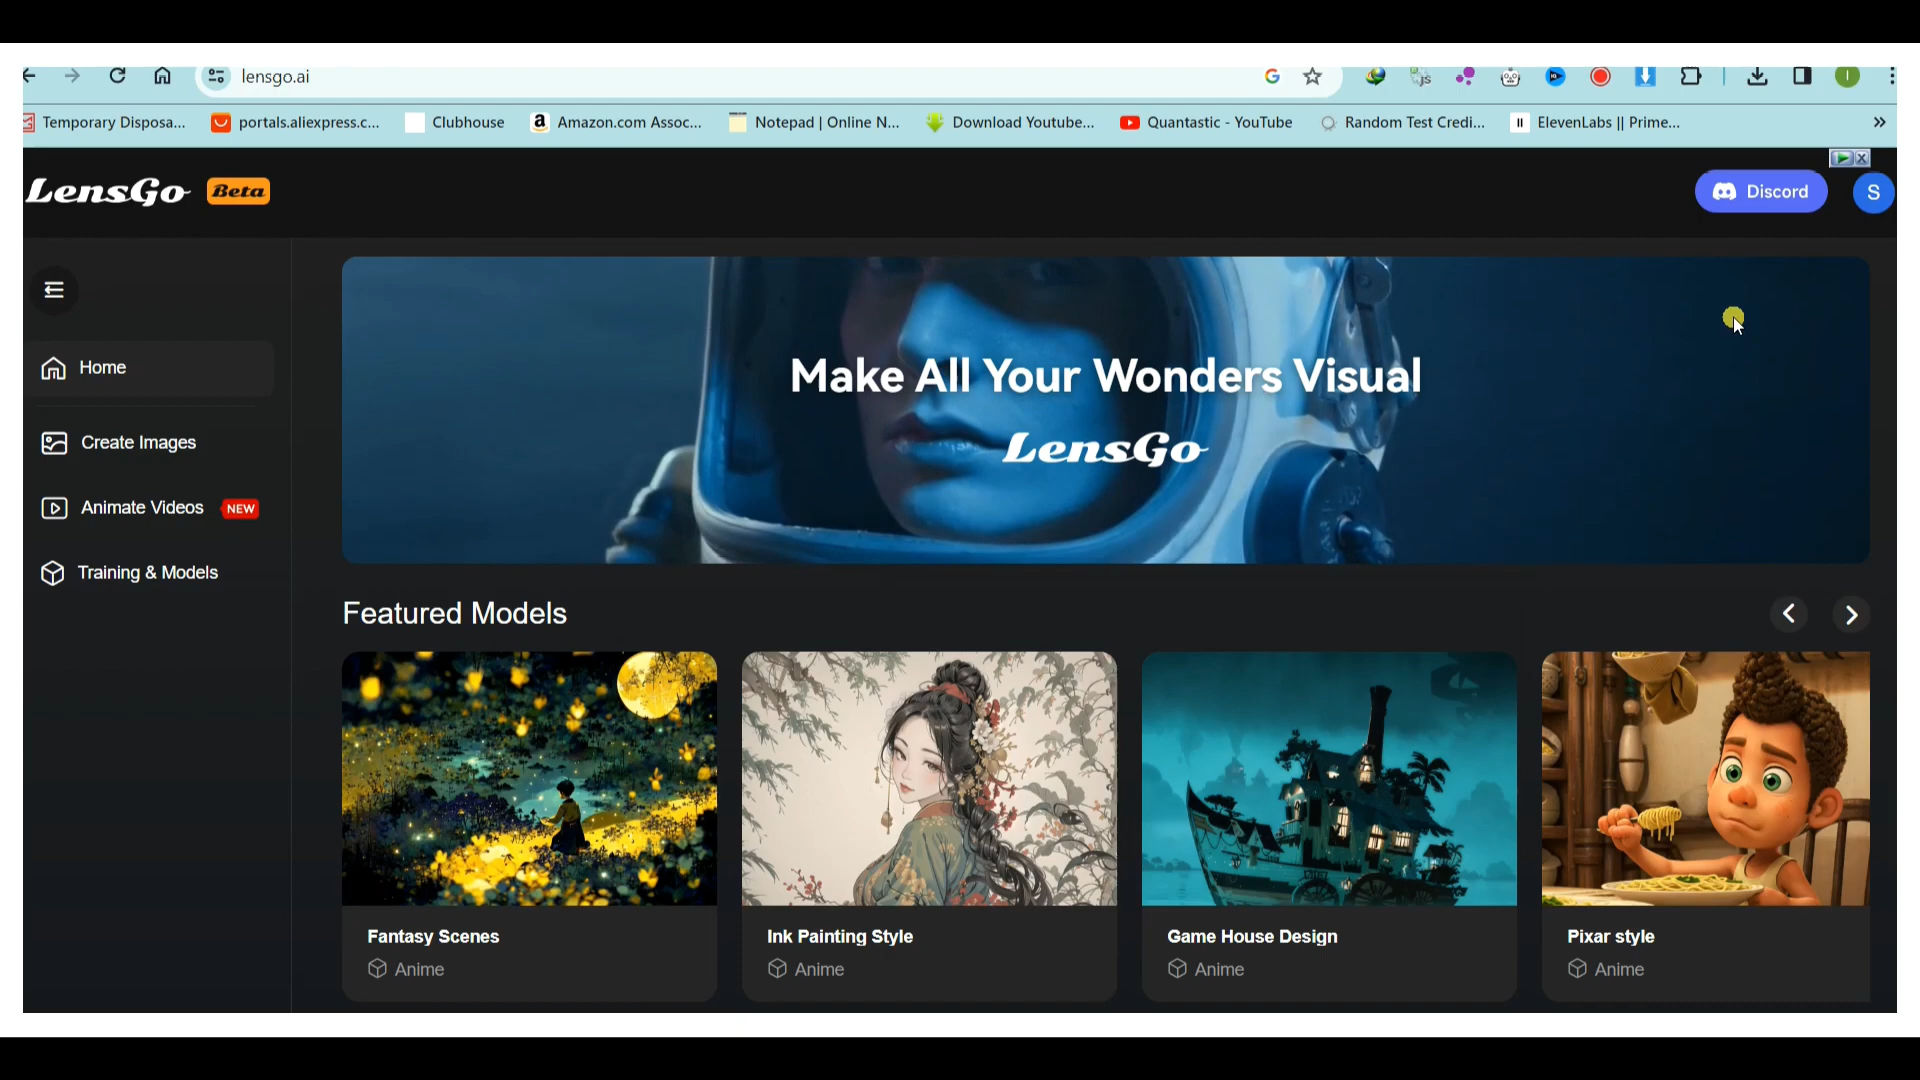 lensgo.ai
Temporary Disposa...
portals.aliexpress.c...
Clubhouse
Amazon.com Assoc...
Notepad | Online N...
Download Youtube...
Quantastic - YouTube
Random Test Credi...
ElevenLabs || Prime...
LensGo Beta
Discord
S
Home
Create Images
Animate Videos NEW
Training & Models
Make All Your Wonders Visual
LensGo
Featured Models
Fantasy Scenes
Anime
Ink Painting Style
Anime
Game House Design
Anime
Pixar style
Anime